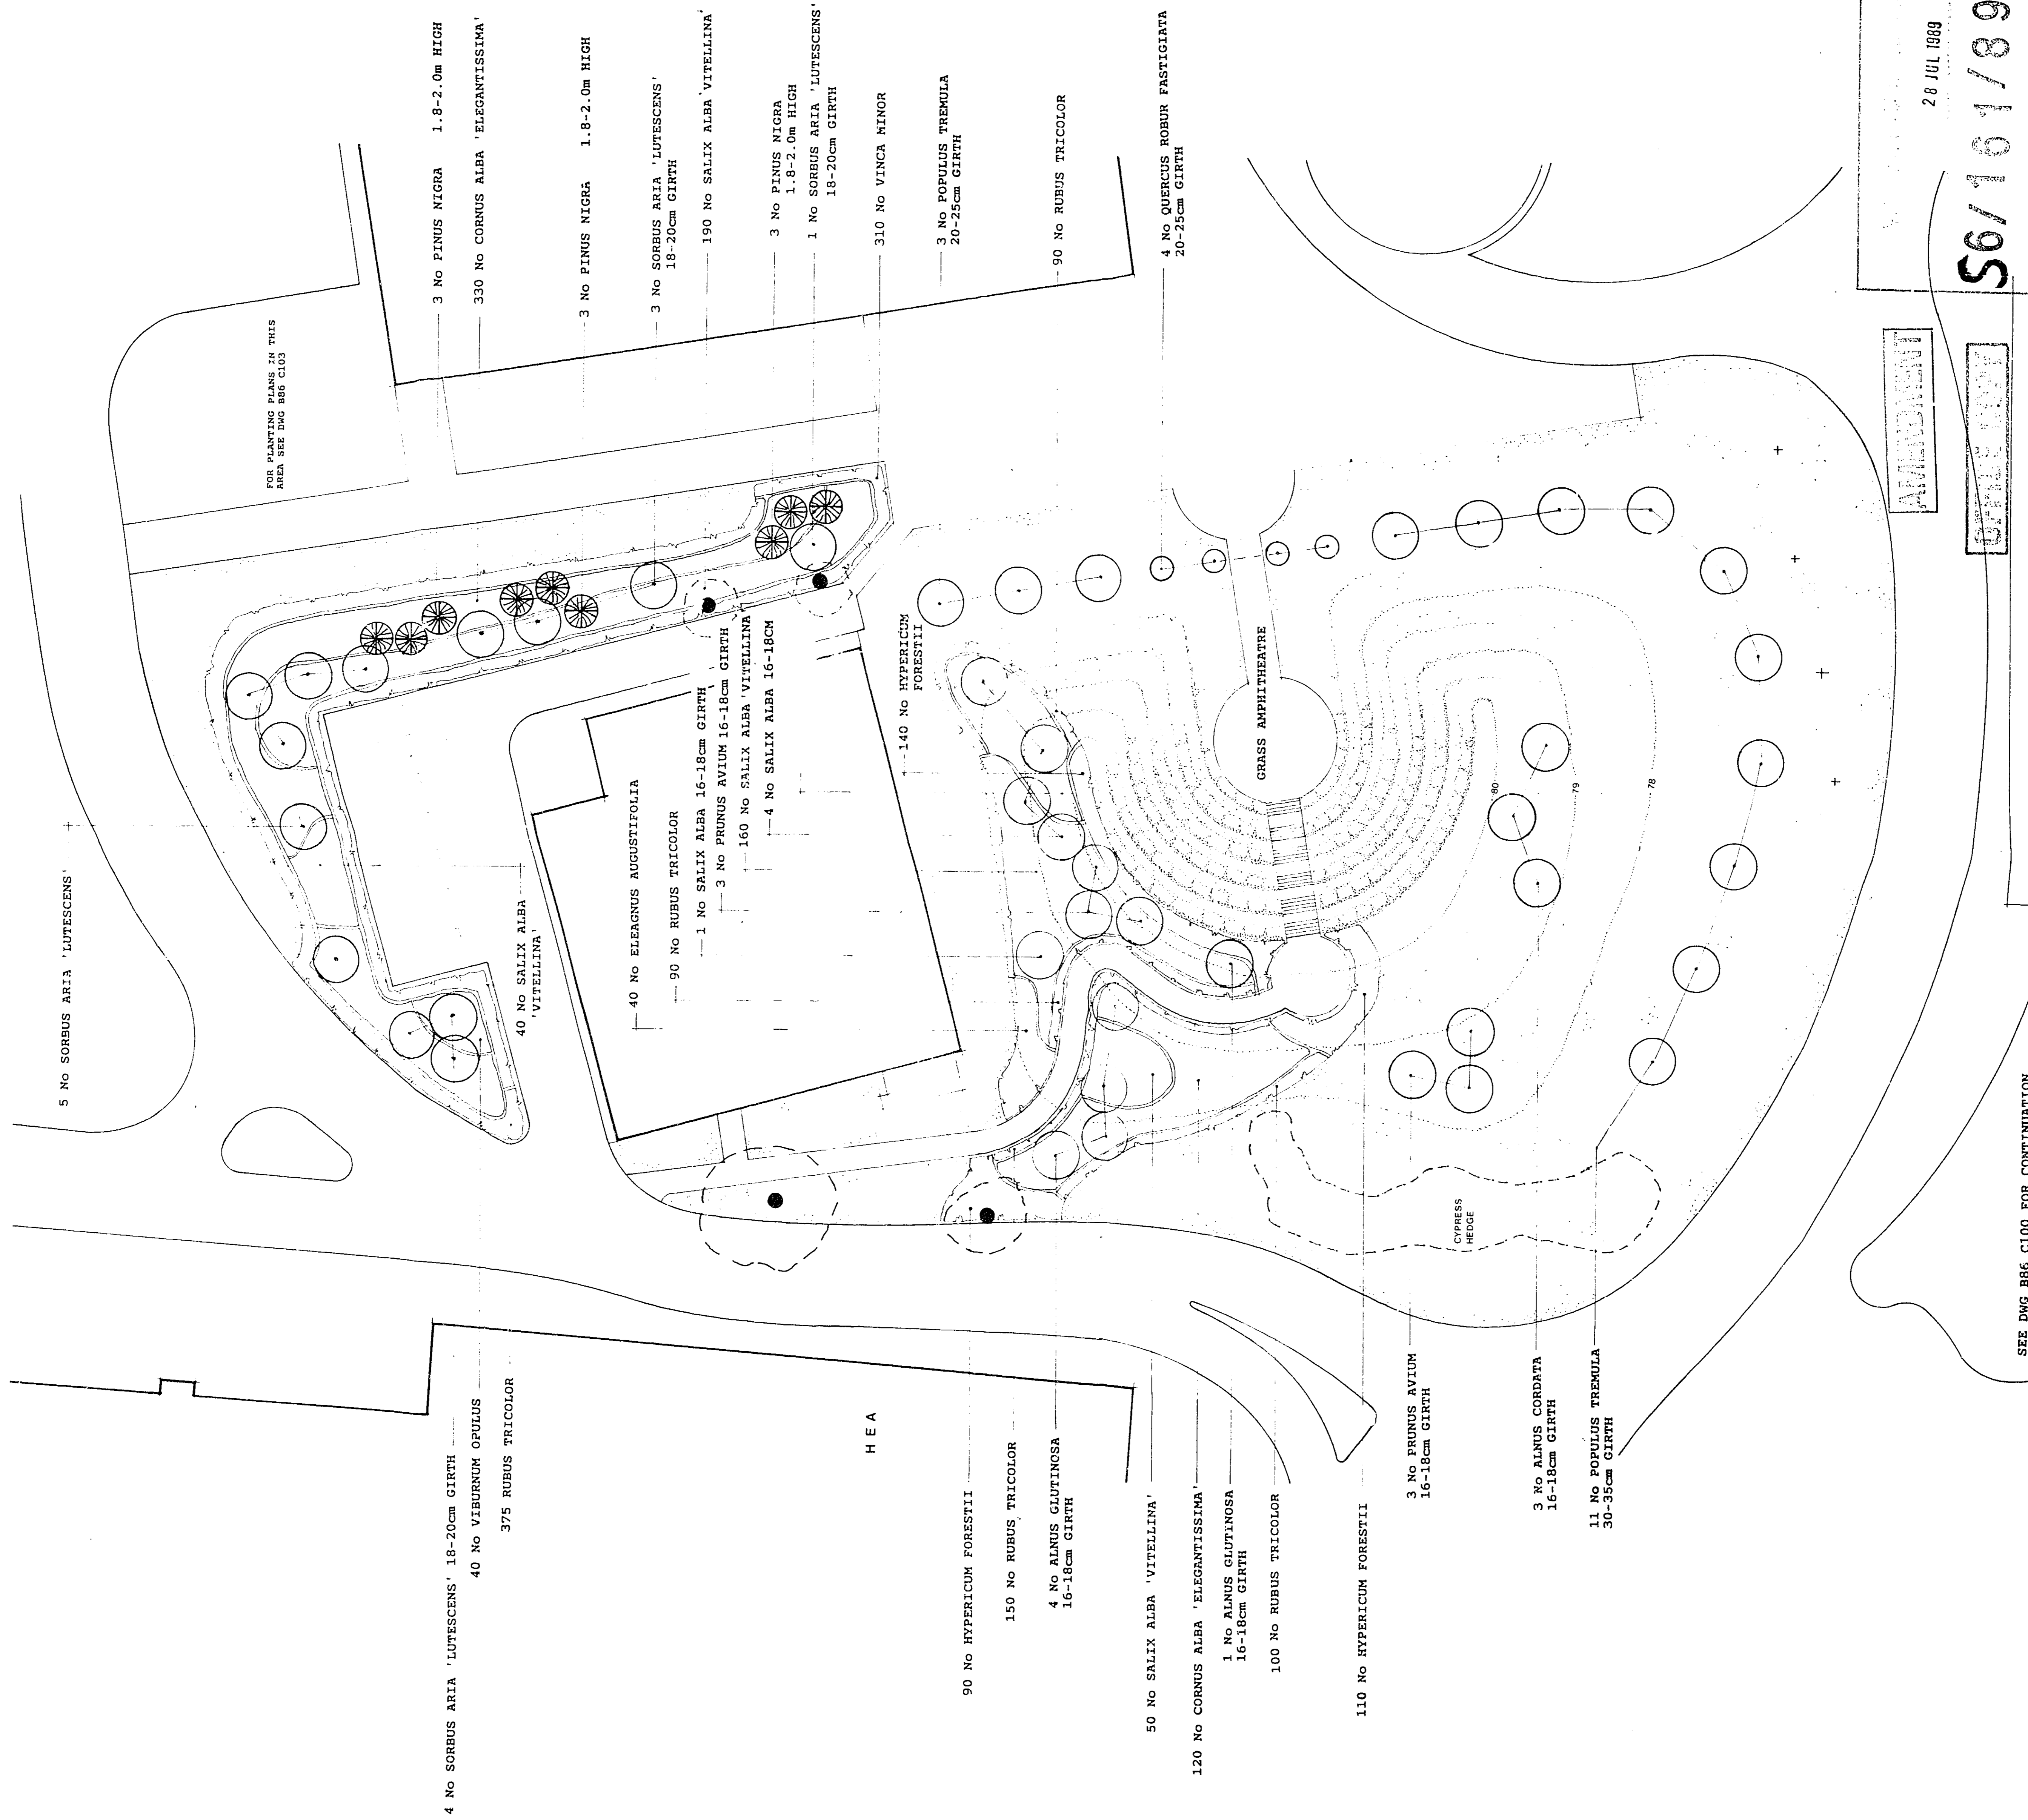 5 No SORBUS ARIA 'LUTESCENS'
FOR PLANTING PLANS IN THIS
AREA SEE DWG B86 C103
3 No PINUS NIGRA 1.8-2.0m HIGH
330 No CORNUS ALBA 'ELEGANTISSIMA'
3 No PINUS NIGRA 1.8-2.0m HIGH
3 No SORBUS ARIA 'LUTESCENS'
18-20cm GIRTH
190 No SALIX ALBA 'VITELLINA'
3 No PINUS NIGRA
1.8-2.0m HIGH
1 No SORBUS ARIA 'LUTESCENS'
18-20cm GIRTH
310 No VINCA MINOR
3 No POPULUS TREMULA
20-25cm GIRTH
90 No RUBUS TRICOLOR
4 No QUERCUS ROBUR FASTIGIATA
20-25cm GIRTH
40 No SALIX ALBA
'VITELLINA'
40 No ELEAGNUS AUGUSTIFOLIA
90 No RUBUS TRICOLOR
1 No SALIX ALBA 16-18cm GIRTH
3 No PRUNUS AVIUM 16-18cm GIRTH
160 No SALIX ALBA 'VITELLINA'
4 No SALIX ALBA 16-18CM
140 No HYPERICUM
FORESTII
GRASS AMPHITHEATRE
80
79
78
CYPRESS
HEDGE
4 No SORBUS ARIA 'LUTESCENS' 18-20cm GIRTH
40 No VIBURNUM OPULUS
375 RUBUS TRICOLOR
HEA
90 No HYPERICUM FORESTII
150 No RUBUS TRICOLOR
4 No ALNUS GLUTINOSA
16-18cm GIRTH
50 No SALIX ALBA 'VITELLINA'
120 No CORNUS ALBA 'ELEGANTISSIMA'
1 No ALNUS GLUTINOSA
16-18cm GIRTH
100 No RUBUS TRICOLOR
110 No HYPERICUM FORESTII
3 No PRUNUS AVIUM
16-18cm GIRTH
3 No ALNUS CORDATA
16-18cm GIRTH
11 No POPULUS TREMULA
30-35cm GIRTH
AMENDMENT
28 JUL 1989
S6/161/89
SEE DWG B86 C100 FOR CONTINUATION